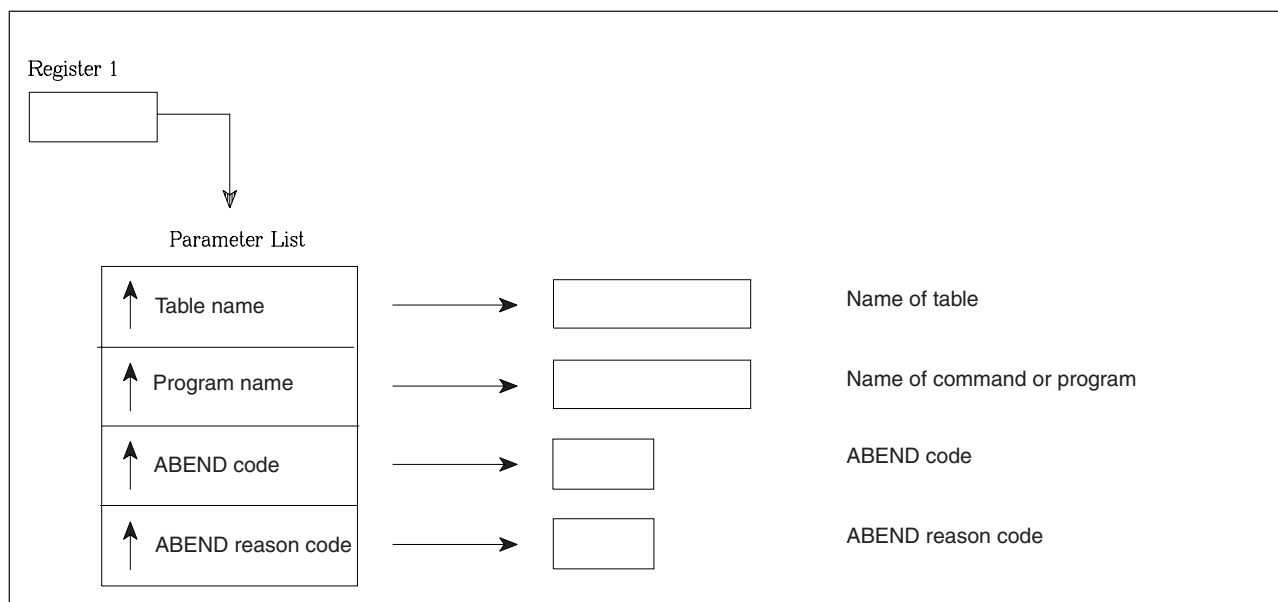 Register 1
Parameter List
Table name
Name of table
Program name
Name of command or program
ABEND code
ABEND code
ABEND reason code
ABEND reason code